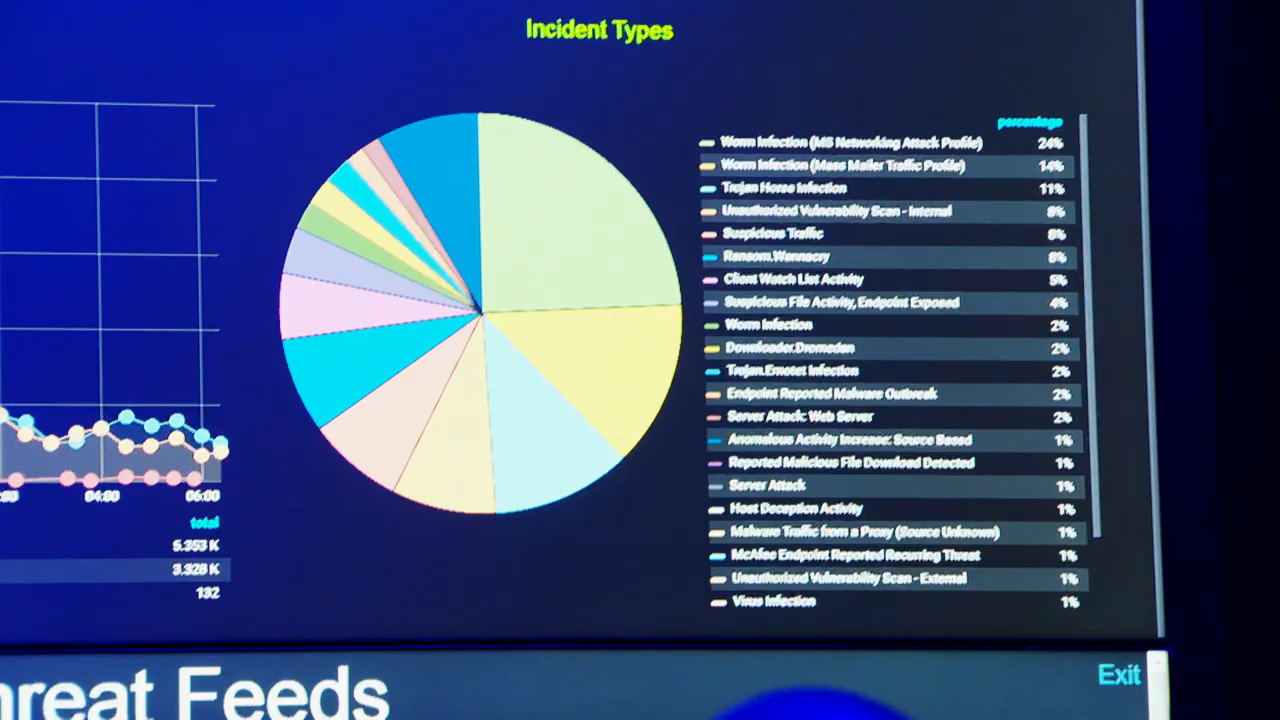 Incident Types
percentage
Worm Infection (MS Networking Attack Profile) 24%
Worm Infection (Mass Mailer Traffic Profile) 14%
Trojan Horse Infection 11%
Unauthorized Vulnerability Scan - Internal 8%
Suspicious Traffic 8%
Ransom.Wannacry 8%
Client Watch List Activity 5%
Suspicious File Activity, Endpoint Exposed 4%
Worm Infection 2%
Downloader.Dromedan 2%
Trojan.Emotet Infection 2%
Endpoint Reported Malware Outbreak 2%
Server Attack: Web Server 2%
Anomalous Activity Increase: Source Based 1%
Reported Malicious File Download Detected 1%
Server Attack 1%
Host Deception Activity 1%
Malware Traffic from a Proxy (Source Unknown) 1%
McAfee Endpoint Reported Recurring Threat 1%
Unauthorized Vulnerability Scan - External 1%
Virus Infection 1%
:00 04:00 06:00
total
5.353 K
3.328 K
132
hreat Feeds
Exit